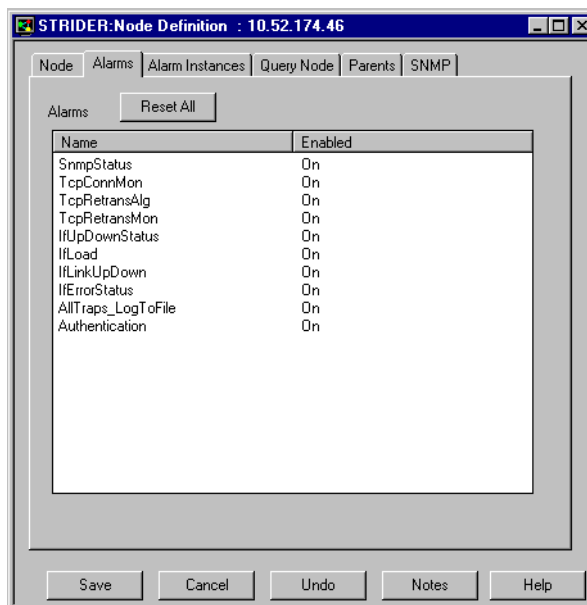 STRIDER:Node Definition : 10.52.174.46
Node Alarms Alarm Instances Query Node Parents SNMP
Alarms Reset All
Name Enabled
SnmpStatus On
TcpConnMon On
TcpRetransAlg On
TcpRetransMon On
IfUpDownStatus On
IfLoad On
IfLinkUpDown On
IfErrorStatus On
AllTraps_LogToFile On
Authentication On
Save Cancel Undo Notes Help